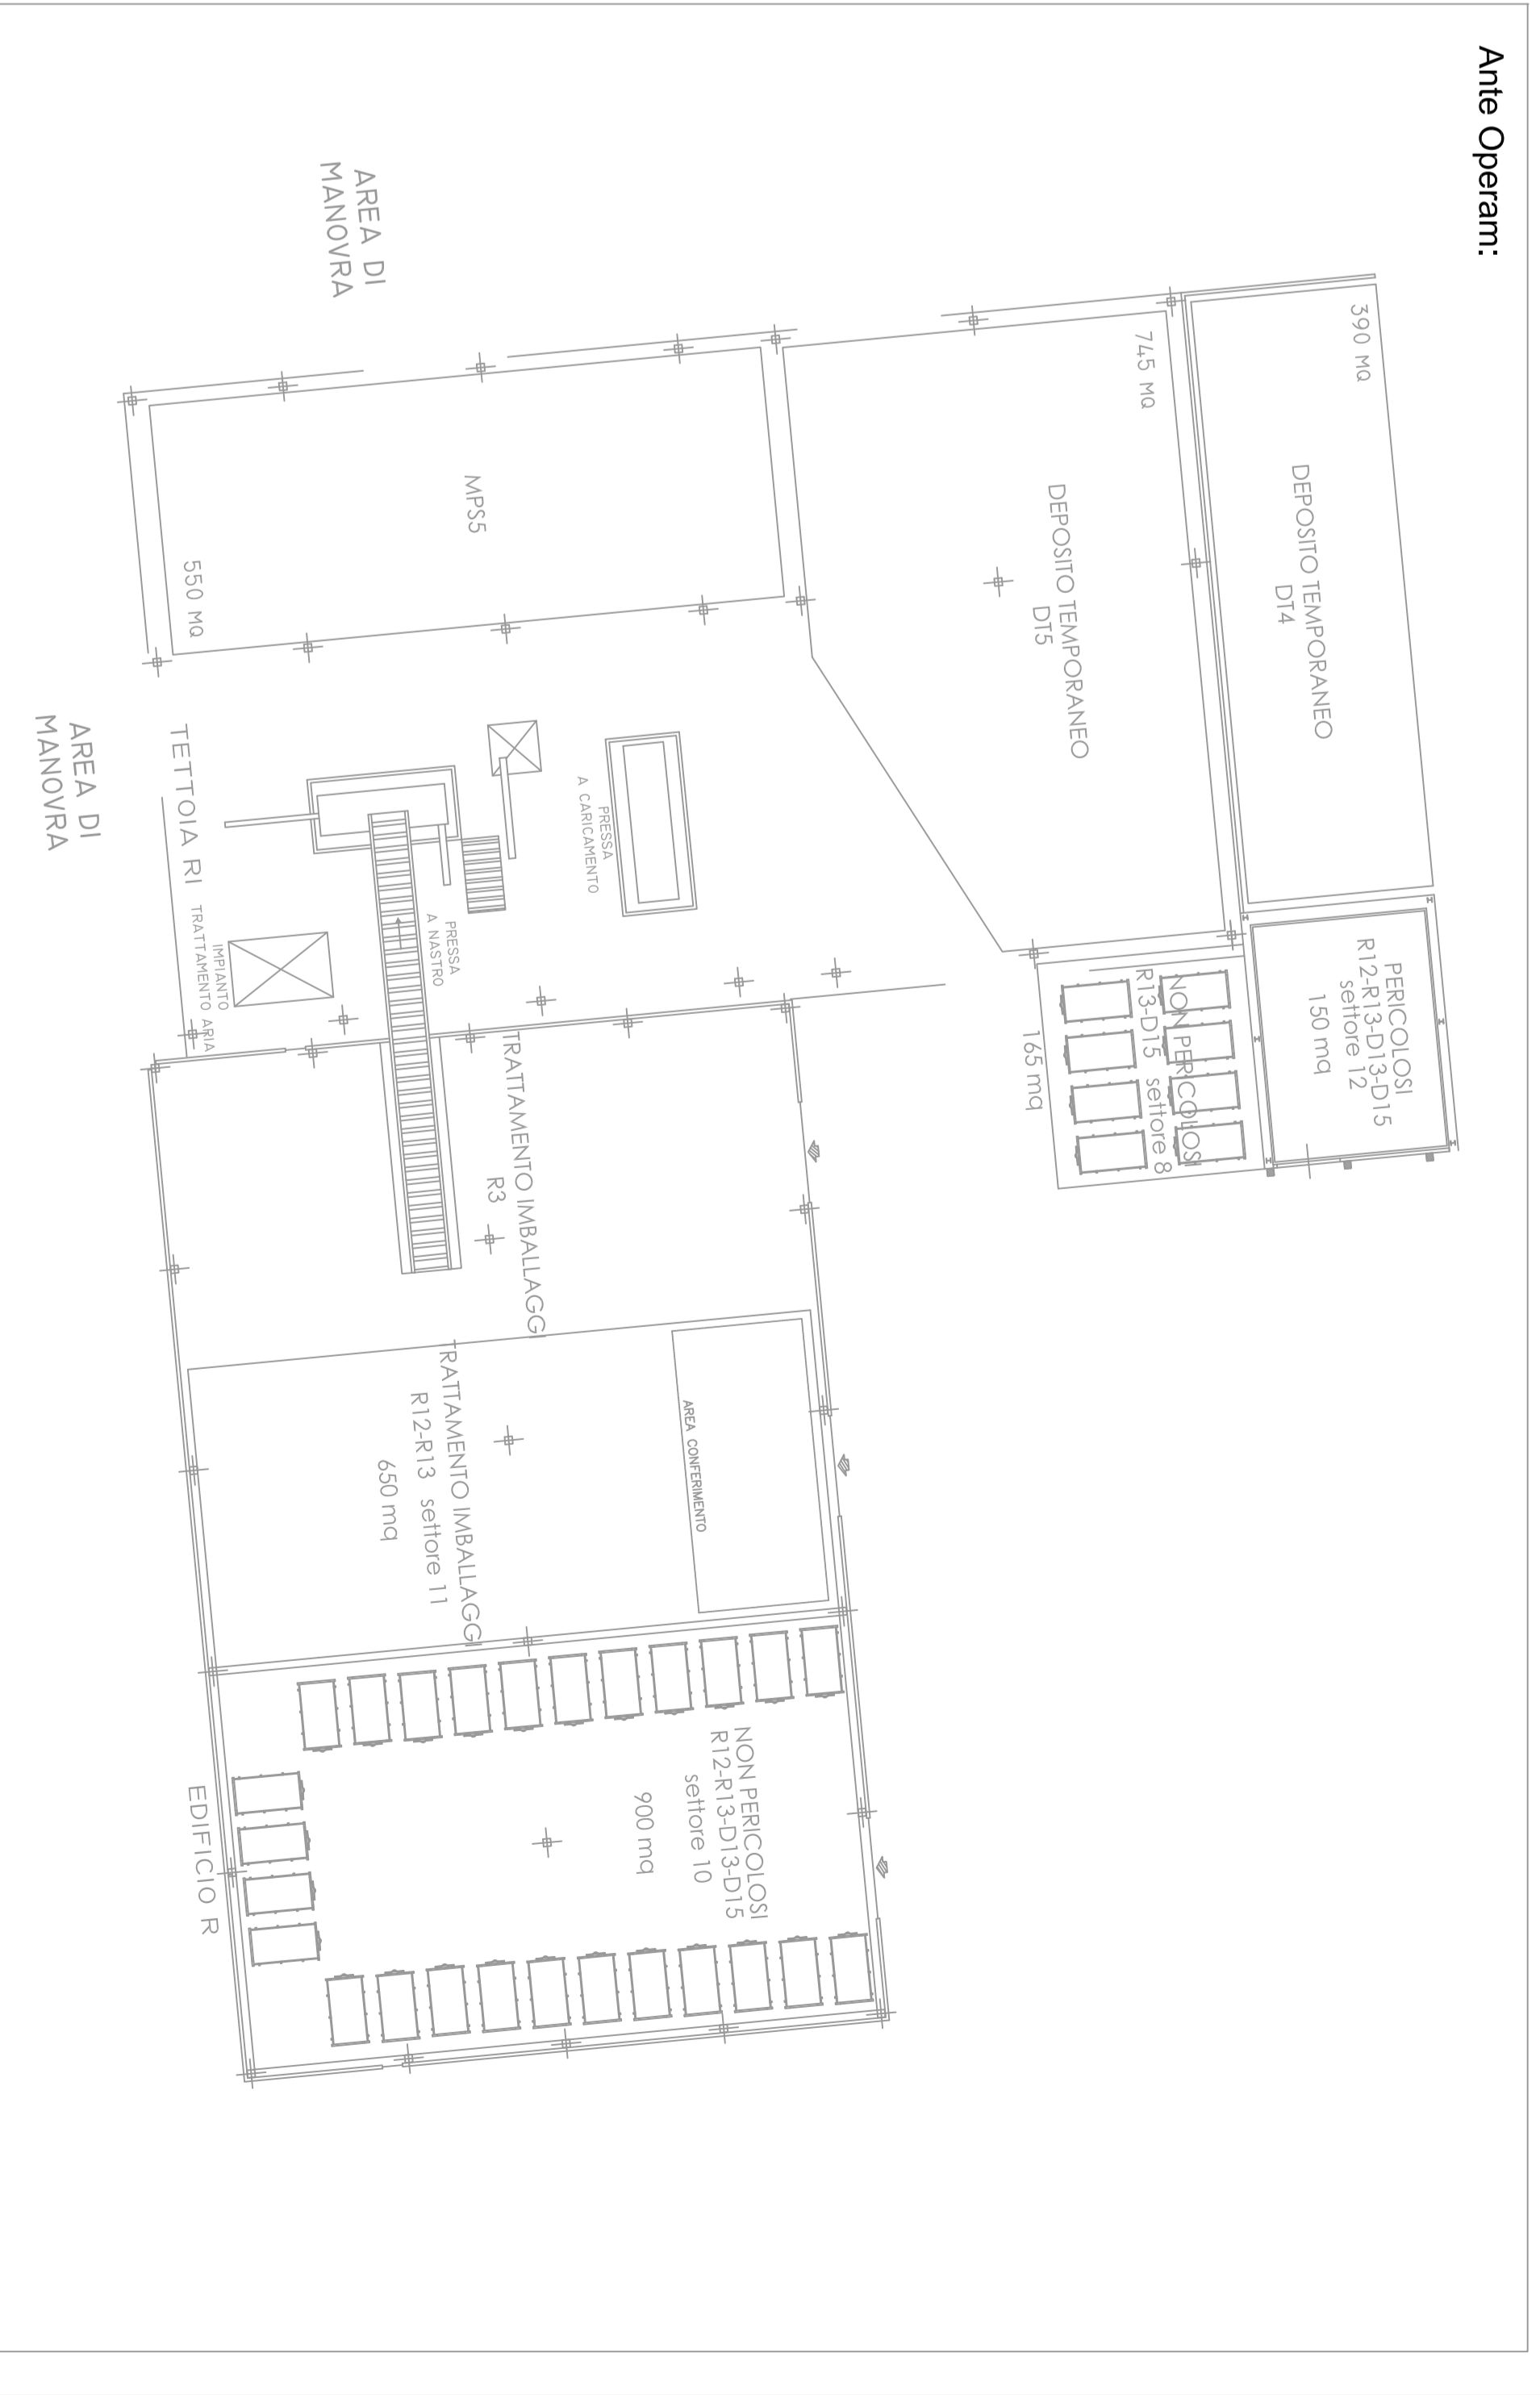 Ante Operam:
390 MQ
DEPOSITO TEMPORANEO
DT4
PERICOLOSI
R12-R13-D13-D15
settore 12
150 mq
745 MQ
DEPOSITO TEMPORANEO
DT5
NON PERICOLOSI
R13-D15 settore 8
165 mq
AREA DI
MANOVRA
MPS5
550 MQ
PRESSA
A CARICAMENTO
PRESSA
A NASTRO
TETTOIA RI
IMPIANTO
TRATTAMENTO ARIA
AREA DI
MANOVRA
TRATTAMENTO IMBALLAGGI
R3
AREA CONFERIMENTO
TRATTAMENTO IMBALLAGGI
R12-R13 settore 11
650 mq
NON PERICOLOSI
R12-R13-D13-D15
settore 10
900 mq
EDIFICIO R